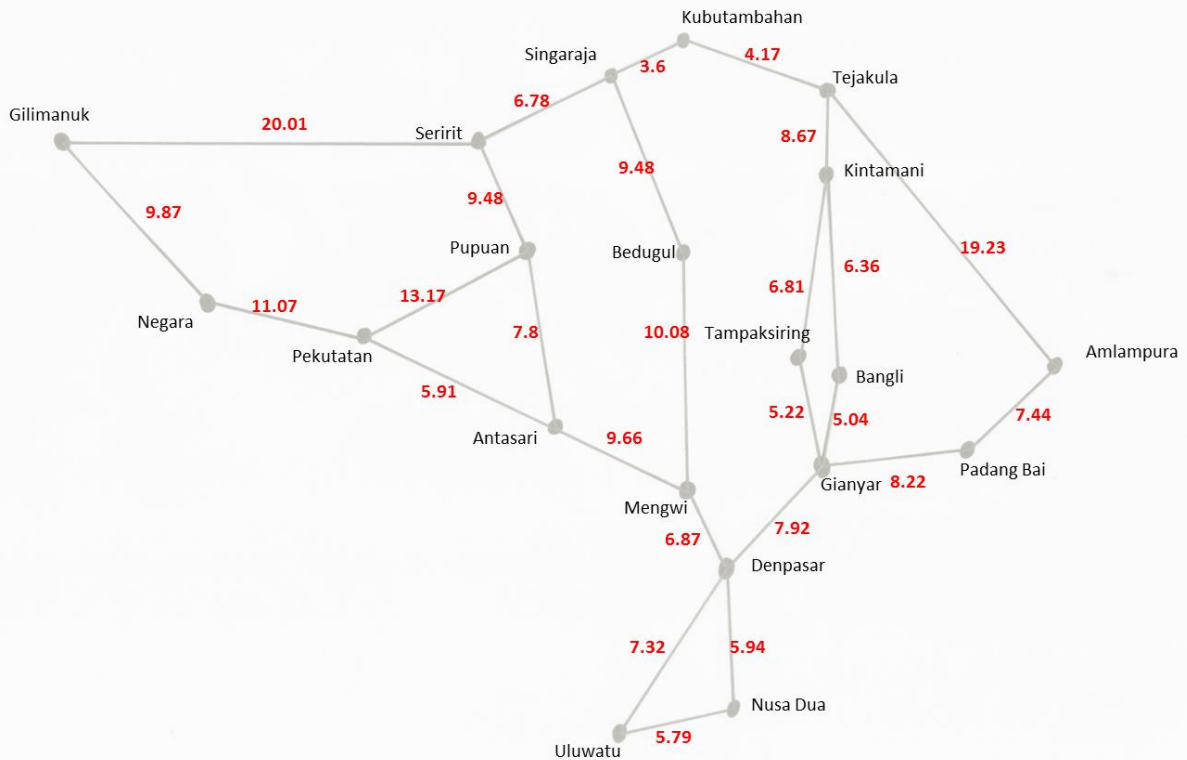 Kubutambahan
Singaraja
3.6
4.17
Tejakula
6.78
Gilimanuk
20.01
Seririt
8.67
9.48
Kintamani
9.48
9.87
Pupuan
Bedugul
19.23
6.36
6.81
13.17
11.07
Negara
7.8
10.08
Tampaksiring
Pekutatan
Amlampura
Bangli
5.91
5.22
5.04
7.44
Antasari
9.66
Padang Bai
Gianyar
8.22
Mengwi
7.92
6.87
Denpasar
7.32
5.94
Nusa Dua
5.79
Uluwatu